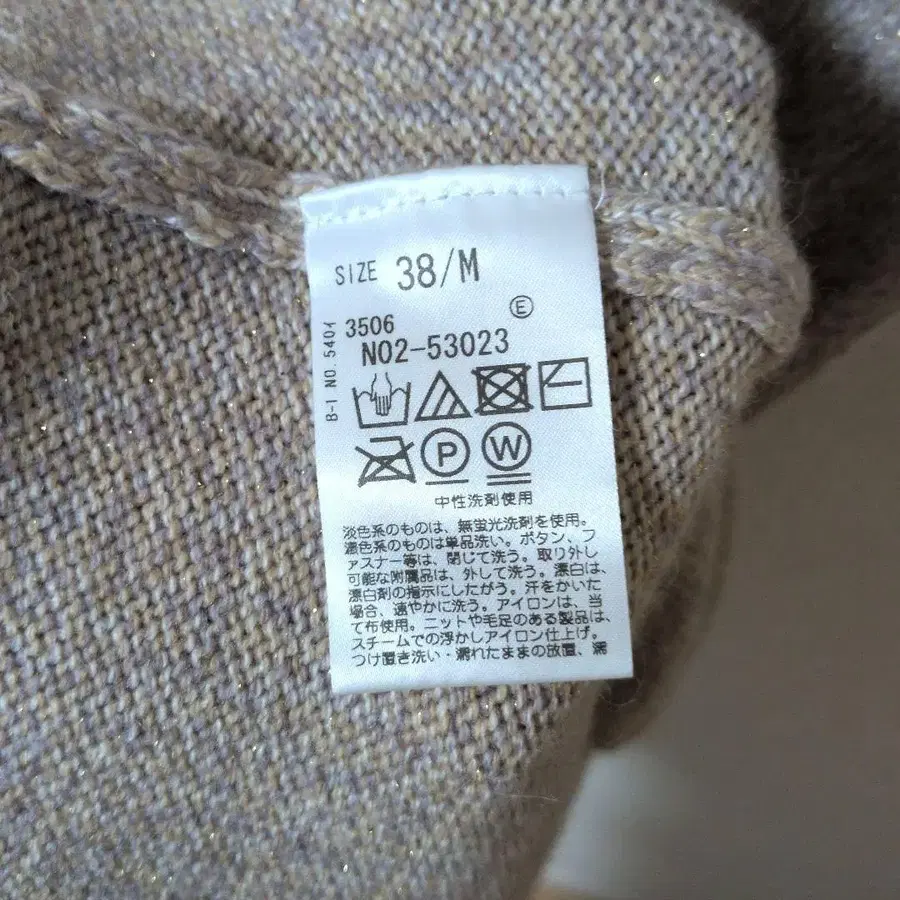 SIZE 38/M
E
B-I NO.5404
3506
N02-53023
P W
中性洗剤使用
淡色系のものは、無蛍光洗剤を使用。
濃色系のものは単品洗い。ボタン、フ
ァスナー等は、閉じて洗う。取り外し
可能な附属品は、外して洗う。漂白は、
漂白剤の指示にしたがう。汗をかいた
場合、速やかに洗う。アイロンは、当
て布使用。ニットや毛足のある製品は、
スチームでの浮かしアイロン仕上げ。
つけ置き洗い・濡れたままの放置、濡